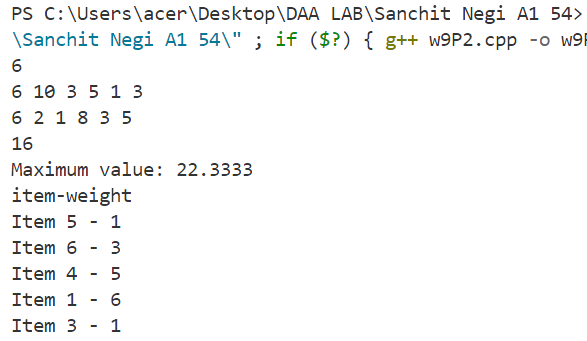 PS C:\Users\acer\Desktop\DAA LAB\Sanchit Negi A1 54>
\Sanchit Negi A1 54\" ; if ($?) { g++ w9P2.cpp -o w9
6
6 10 3 5 1 3
6 2 1 8 3 5
16
Maximum value: 22.3333
item-weight
Item 5 - 1
Item 6 - 3
Item 4 - 5
Item 1 - 6
Item 3 - 1